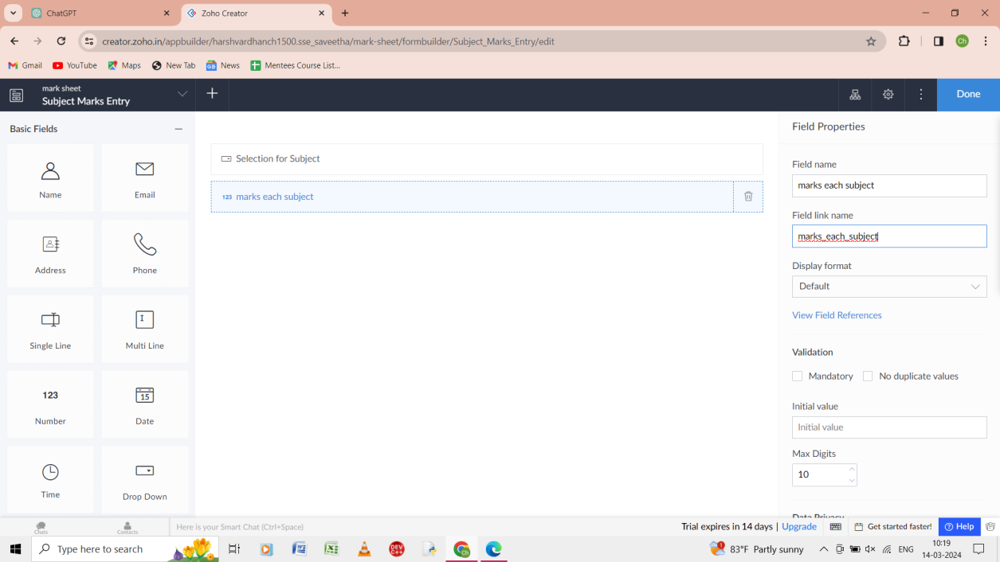 ChatGPT
Zoho Creator
creator.zoho.in/appbuilder/harshvardhanch1500.sse_saveetha/mark-sheet/formbuilder/Subject_Marks_Entry/edit
Ch
Gmail
YouTube
Maps
New Tab
News
Mentees Course List...
mark sheet
Subject Marks Entry
Done
Basic Fields
Name
Email
Address
Phone
Single Line
Multi Line
123
Number
15
Date
Time
Drop Down
Selection for Subject
123 marks each subject
Field Properties
Field name
marks each subject
Field link name
marks_each_subject
Display format
Default
View Field References
Validation
Mandatory
No duplicate values
Initial value
Initial value
Max Digits
10
Data Privacy
Chats
Contacts
Here is your Smart Chat (Ctrl+Space)
Trial expires in 14 days | Upgrade
Get started faster!
Help
Type here to search
DEV C++
1
83°F Partly sunny
ENG
10:19
14-03-2024